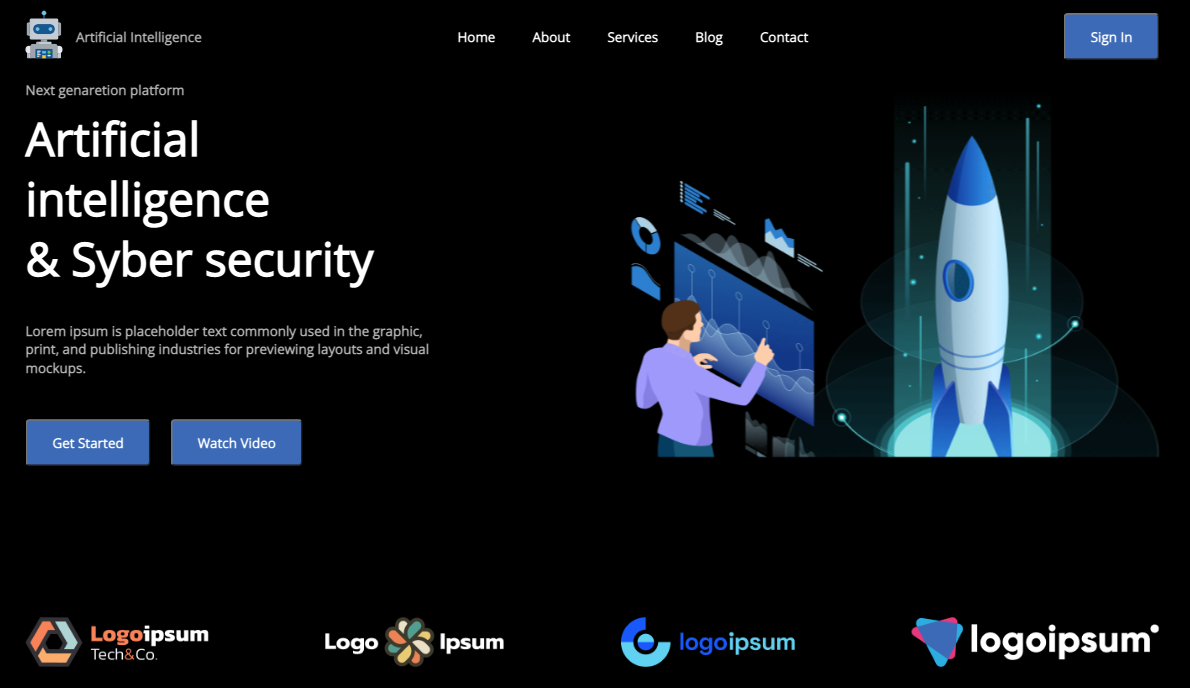 Artificial Intelligence
Home
About
Services
Blog
Contact
Sign In
Next genaretion platform
Artificial
intelligence
& Syber security
Lorem ipsum is placeholder text commonly used in the graphic,
print, and publishing industries for previewing layouts and visual
mockups.
Get Started
Watch Video
Logoipsum
Tech&Co.
Logo Ipsum
logoipsum
logoipsum